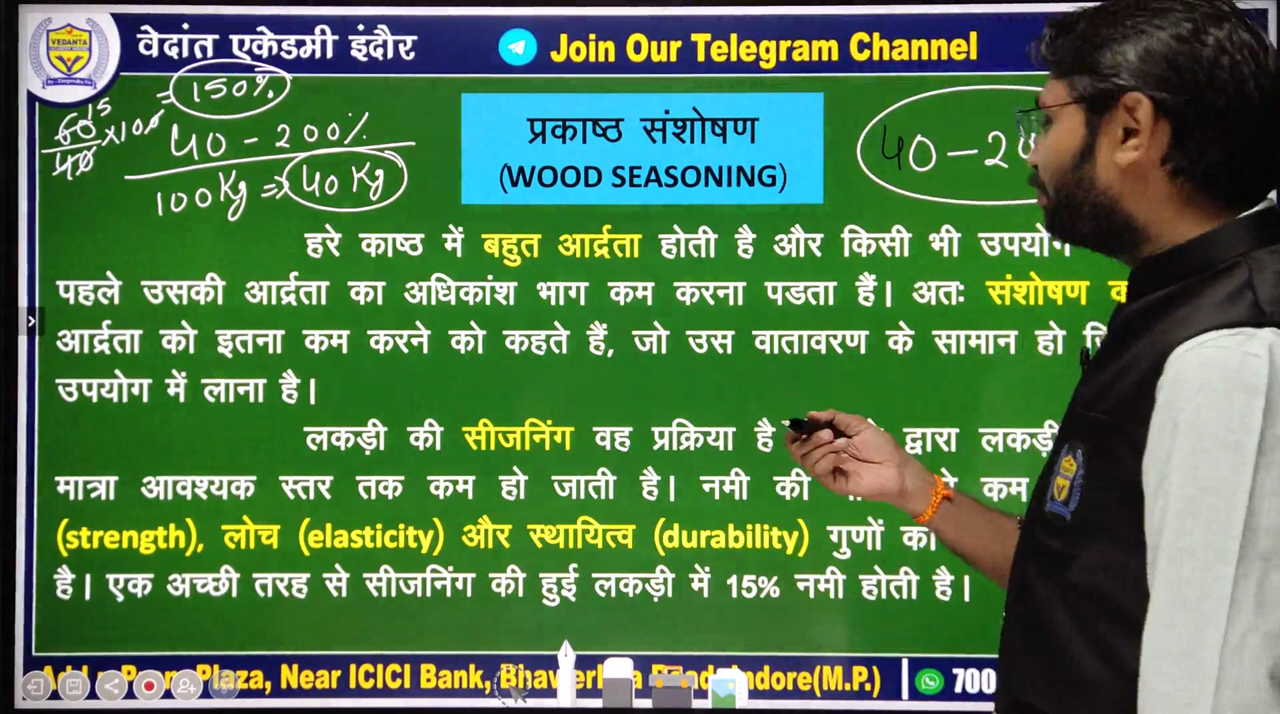 VEDANTA
वेदांत एकेडमी इंदौर
Join Our Telegram Channel
= 150%
60 15
40 × 100
40 - 200%
100 Kg => 40 Kg
प्रकाष्ठ संशोषण
(WOOD SEASONING)
40 - 2
हरे काष्ठ में बहुत आर्द्रता होती है और किसी भी उपयोग
पहले उसकी आर्द्रता का अधिकांश भाग कम करना पडता हैं। अतः संशोषण
आर्द्रता को इतना कम करने को कहते हैं, जो उस वातावरण के सामान हो
उपयोग में लाना है।
लकड़ी की सीजनिंग वह प्रक्रिया है द्वारा लकड़ी
मात्रा आवश्यक स्तर तक कम हो जाती है। नमी की कम
(strength), लोच (elasticity) और स्थायित्व (durability) गुणों का
है। एक अच्छी तरह से सीजनिंग की हुई लकड़ी में 15% नमी होती है।
Plaza, Near ICICI Bank, ndore(M.P.) 700